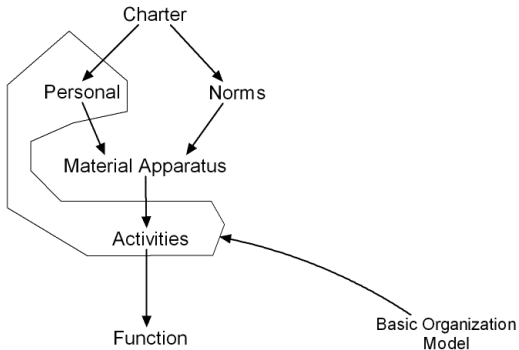 Charter
Personal
Norms
Material Apparatus
Activities
Function
Basic Organization
Model